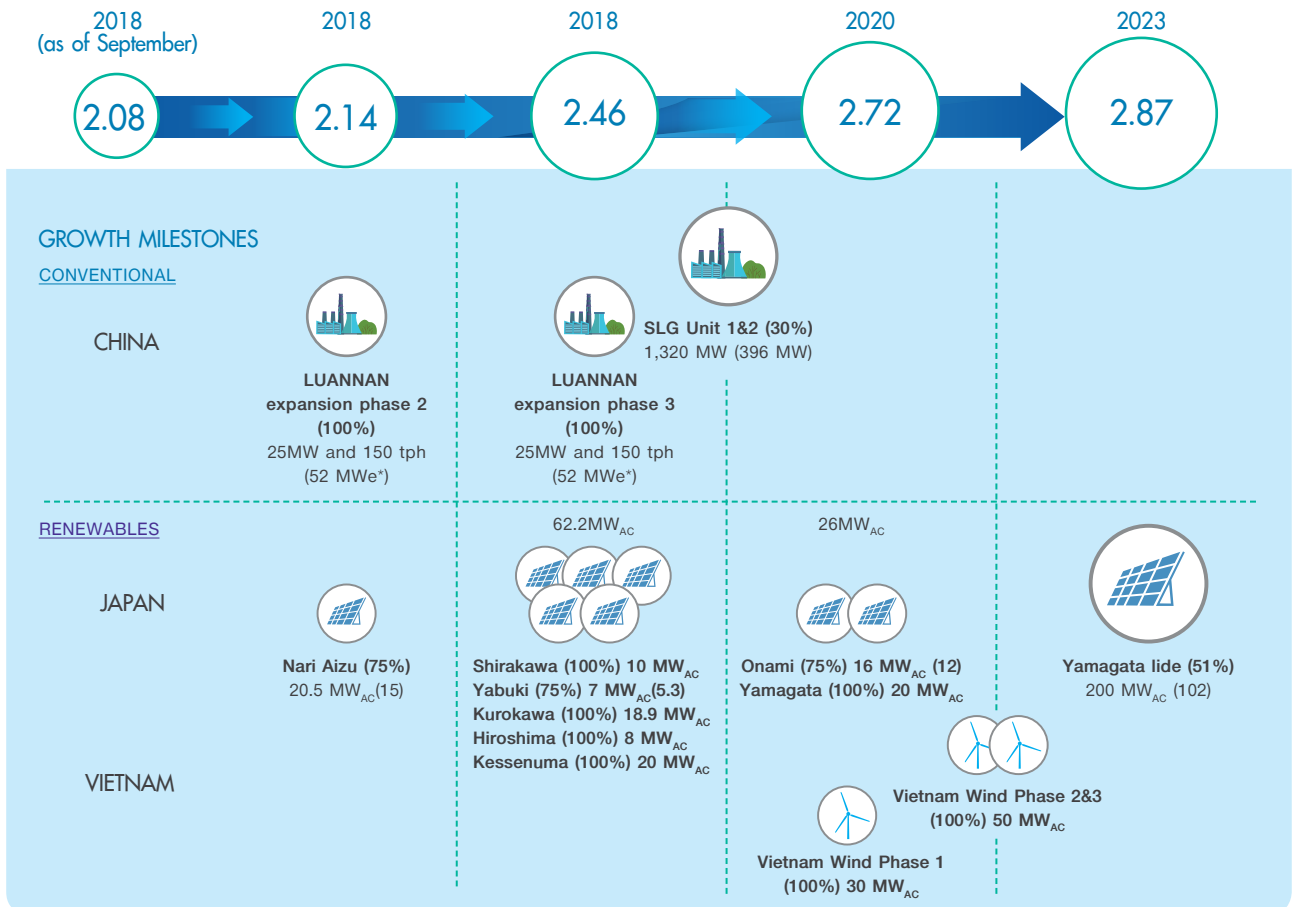 2018
(as of September)
2018
2018
2020
2023
2.08
2.14
2.46
2.72
2.87
GROWTH MILESTONES
CONVENTIONAL
CHINA
LUANNAN
expansion phase 2
(100%)
25MW and 150 tph
(52 MWe*)
LUANNAN
expansion phase 3
(100%)
25MW and 150 tph
(52 MWe*)
SLG Unit 1&2 (30%)
1,320 MW (396 MW)
RENEWABLES
62.2MWAC
26MWAC
JAPAN
Nari Aizu (75%)
20.5 MWAC(15)
Shirakawa (100%) 10 MWAC
Yabuki (75%) 7 MWAC(5.3)
Kurokawa (100%) 18.9 MWAC
Hiroshima (100%) 8 MWAC
Kessenuma (100%) 20 MWAC
Onami (75%) 16 MWAC (12)
Yamagata (100%) 20 MWAC
Yamagata Iide (51%)
200 MWAC (102)
VIETNAM
Vietnam Wind Phase 2&3
(100%) 50 MWAC
Vietnam Wind Phase 1
(100%) 30 MWAC